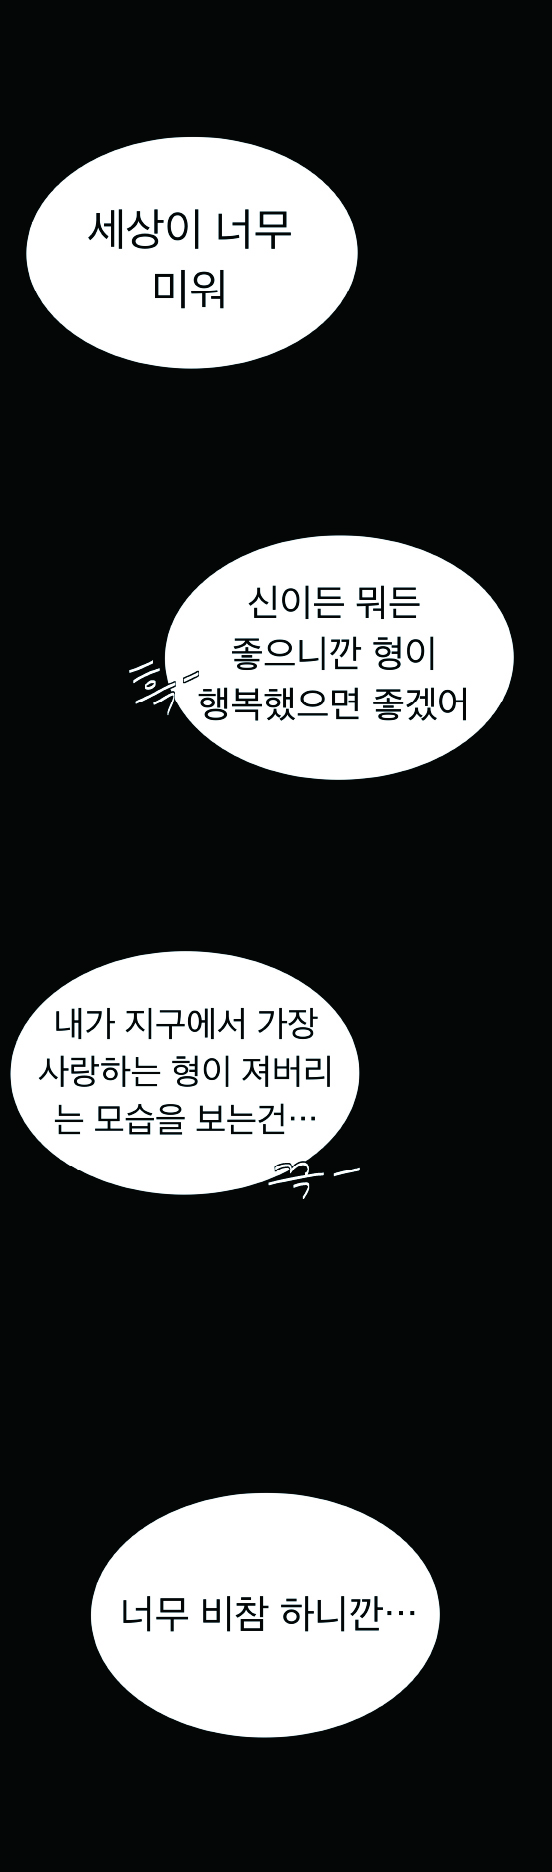 세상이 너무
미워
신이든 뭐든
좋으니깐 형이
행복했으면 좋겠어
흑-
내가 지구에서 가장
사랑하는 형이 져버리
는 모습을 보는건…
꾹-
너무 비참 하니깐…